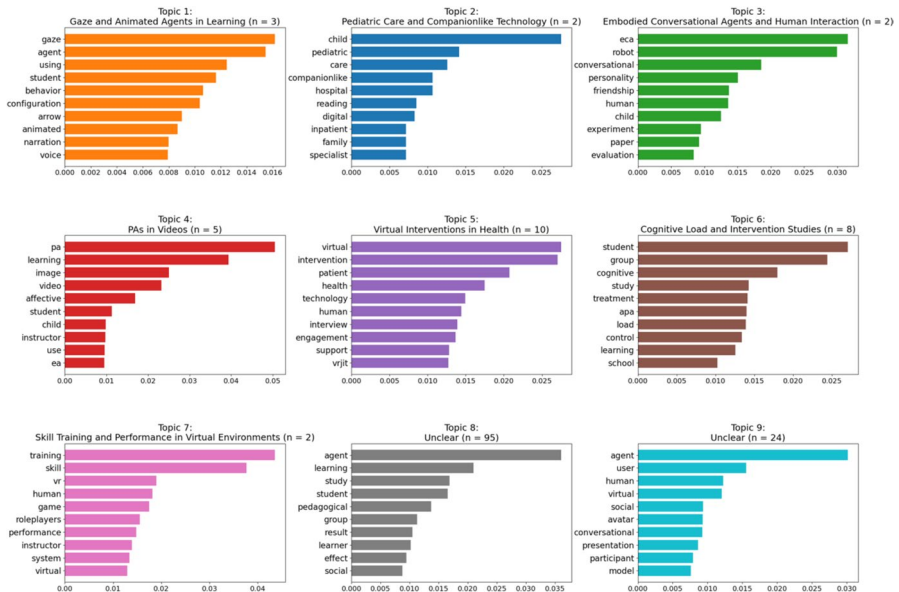 Topic 1:
Gaze and Animated Agents in Learning (n = 3)
gaze
agent
using
student
behavior
configuration
arrow
animated
narration
voice
0.000 0.002 0.004 0.006 0.008 0.010 0.012 0.014 0.016
Topic 2:
Pediatric Care and Companionlike Technology (n = 2)
child
pediatric
care
companionlike
hospital
reading
digital
inpatient
family
specialist
0.000 0.005 0.010 0.015 0.020 0.025
Topic 3:
Embodied Conversational Agents and Human Interaction (n = 2)
eca
robot
conversational
personality
friendship
human
child
experiment
paper
evaluation
0.000 0.005 0.010 0.015 0.020 0.025 0.030
Topic 4:
PAs in Videos (n = 5)
pa
learning
image
video
affective
student
child
instructor
use
ea
0.00 0.01 0.02 0.03 0.04 0.05
Topic 5:
Virtual Interventions in Health (n = 10)
virtual
intervention
patient
health
technology
human
interview
engagement
support
vrjit
0.000 0.005 0.010 0.015 0.020 0.025
Topic 6:
Cognitive Load and Intervention Studies (n = 8)
student
group
cognitive
study
treatment
apa
load
control
learning
school
0.000 0.005 0.010 0.015 0.020 0.025
Topic 7:
Skill Training and Performance in Virtual Environments (n = 2)
training
skill
vr
human
game
roleplayers
performance
instructor
system
virtual
0.00 0.01 0.02 0.03 0.04
Topic 8:
Unclear (n = 95)
agent
learning
study
student
pedagogical
group
result
learner
effect
social
0.000 0.005 0.010 0.015 0.020 0.025 0.030 0.035
Topic 9:
Unclear (n = 24)
agent
user
human
virtual
social
avatar
conversational
presentation
participant
model
0.000 0.005 0.010 0.015 0.020 0.025 0.030